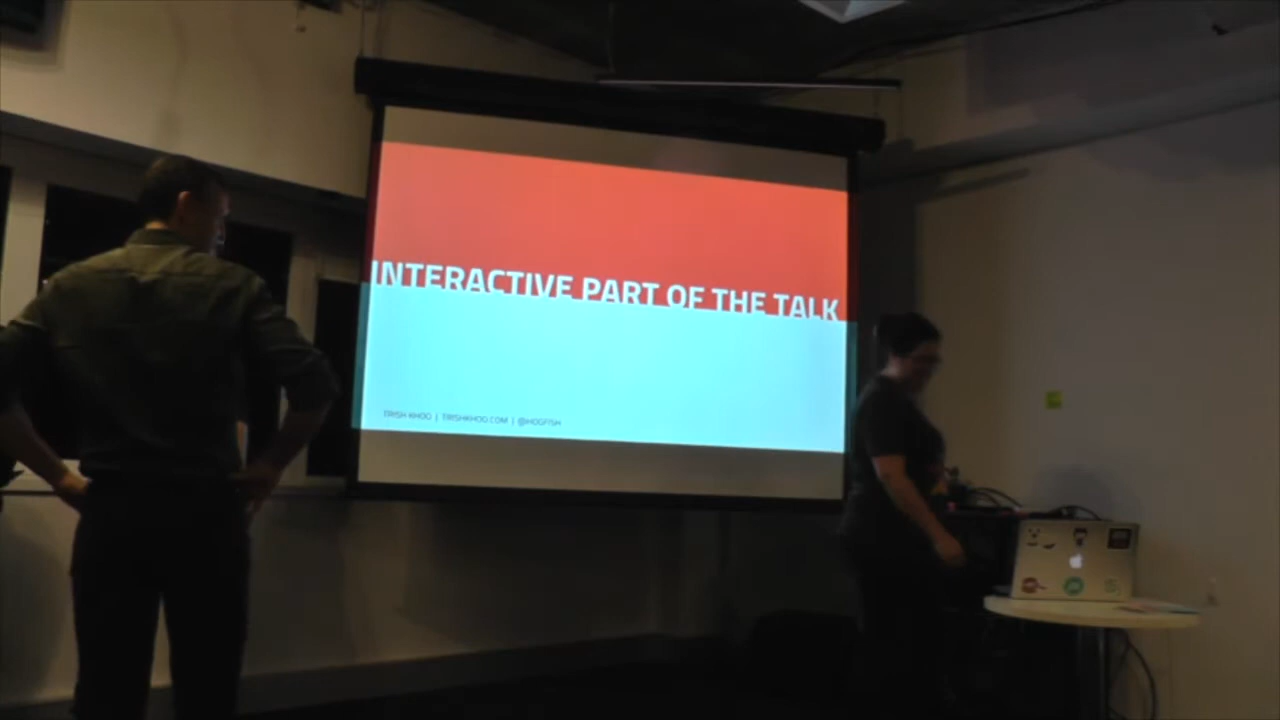 INTERACTIVE PART OF THE TALK
TRISH KHOO | TRISHKHOO.COM | @HOGFISH